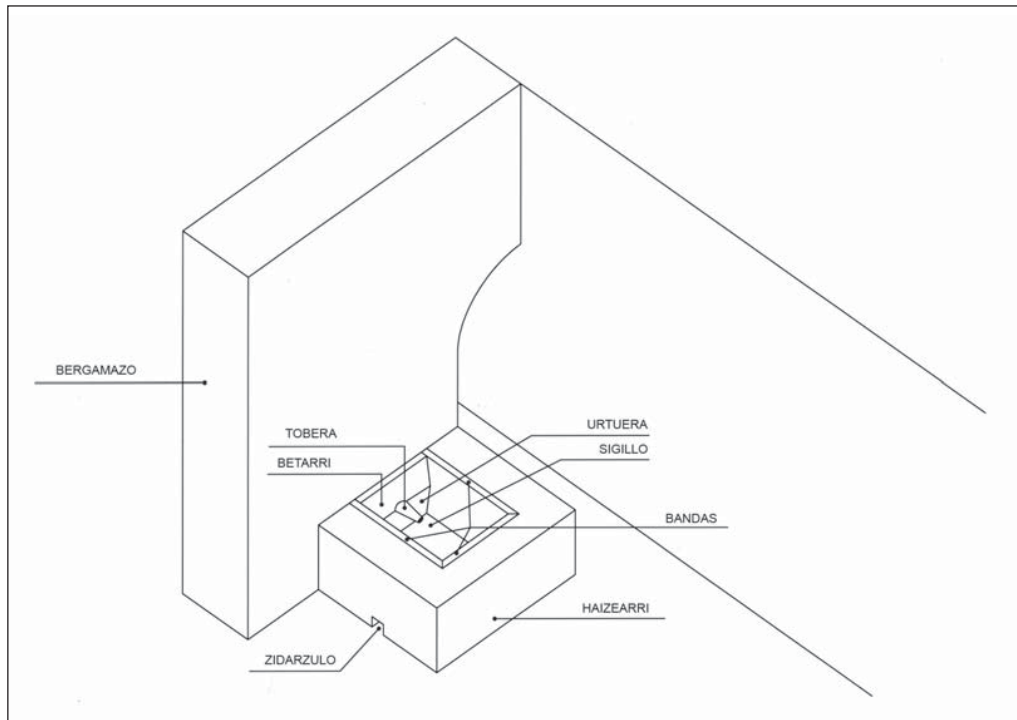 BERGAMAZO
TOBERA
BETARRI
URTUERA
SIGILLO
BANDAS
HAIZEARRI
ZIDARZULO